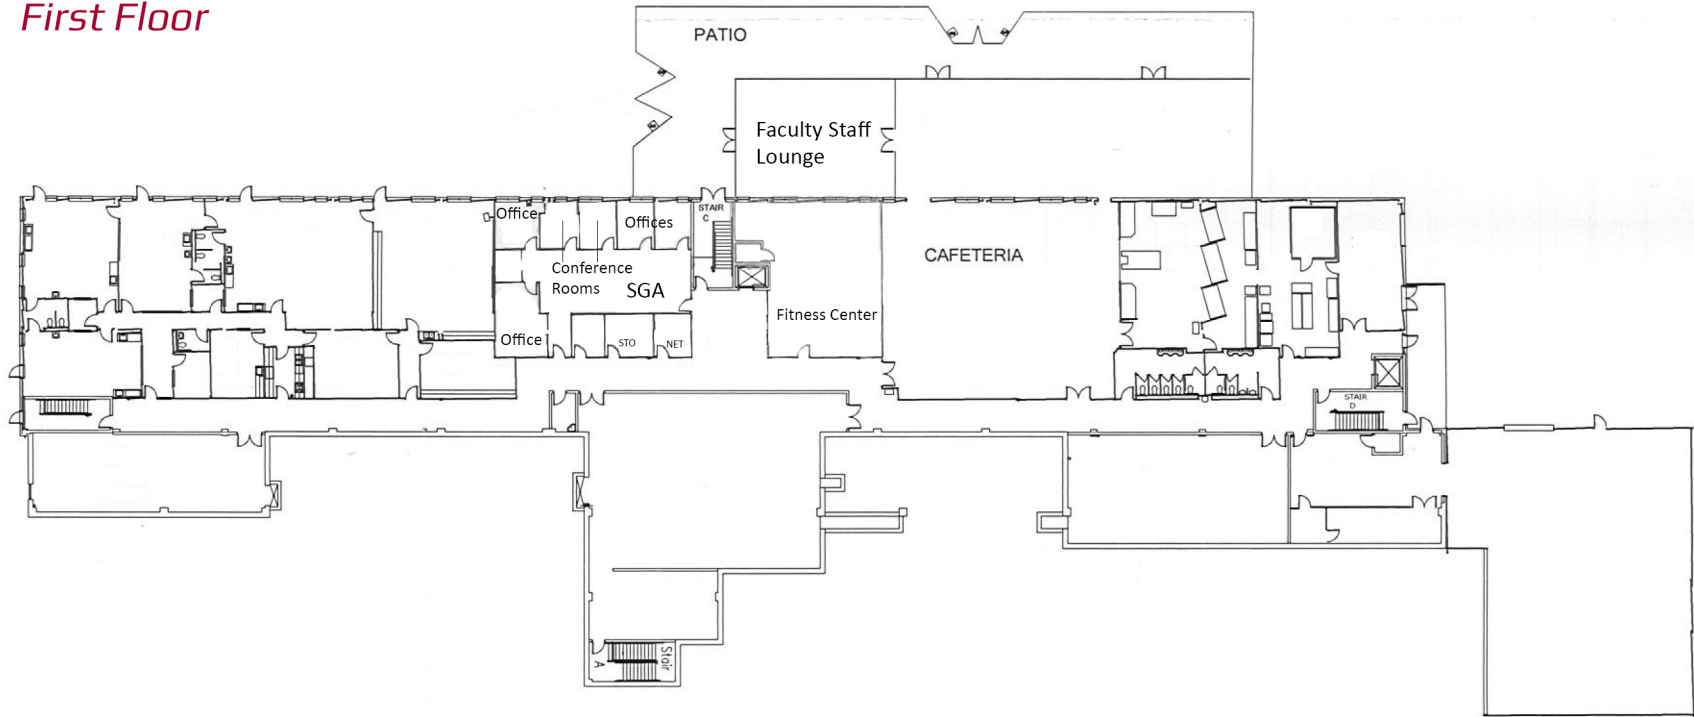 First Floor
PATIO
Faculty Staff
Lounge
Office
Offices
STAIR
C
CAFETERIA
Conference
Rooms
SGA
Fitness Center
Office
STO
NET
STAIR
D
Stair
A